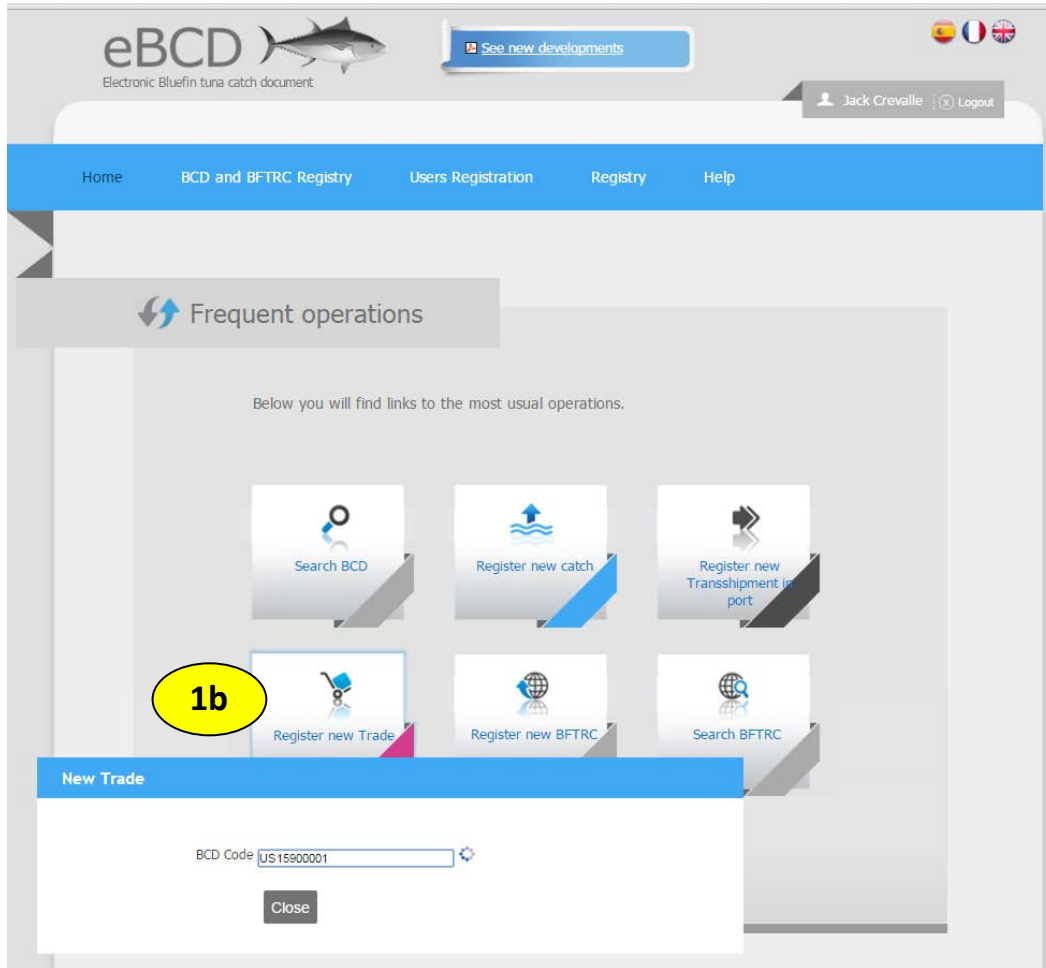 eBCD
Electronic Bluefin tuna catch document
See new developments
Jack Crevalle
x Logout
Home
BCD and BFTRC Registry
Users Registration
Registry
Help
Frequent operations
Below you will find links to the most usual operations.
Search BCD
Register new catch
Register new
Transshipment in
port
1b
Register new Trade
Register new BFTRC
Search BFTRC
New Trade
BCD Code US15900001
Close